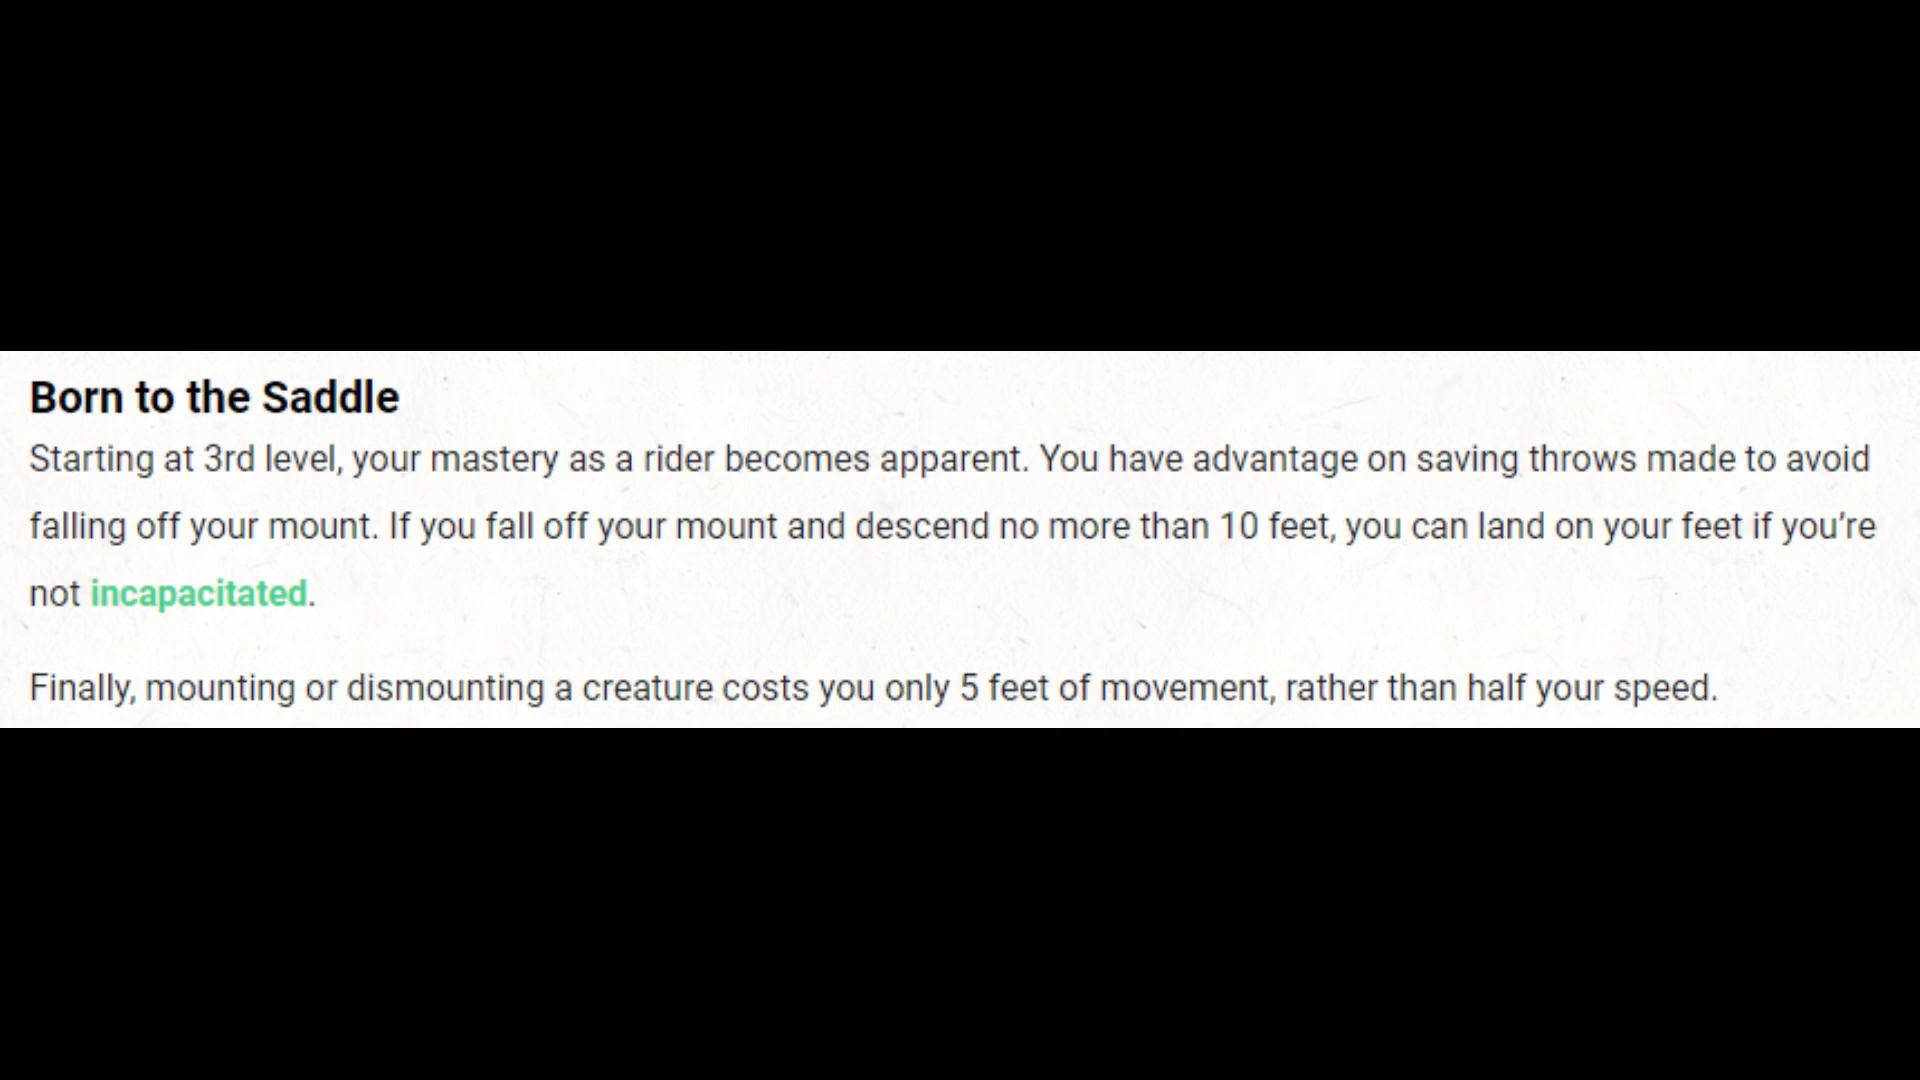 Born to the Saddle
Starting at 3rd level, your mastery as a rider becomes apparent. You have advantage on saving throws made to avoid
falling off your mount. If you fall off your mount and descend no more than 10 feet, you can land on your feet if you're
not incapacitated.
Finally, mounting or dismounting a creature costs you only 5 feet of movement, rather than half your speed.